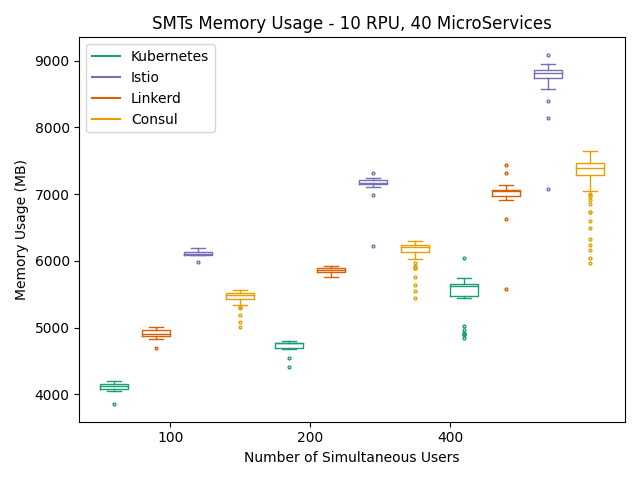 SMTs Memory Usage - 10 RPU, 40 MicroServices
Kubernetes
Istio
Linkerd
Consul
9000
8000
7000
6000
5000
4000
Memory Usage (MB)
100
200
400
Number of Simultaneous Users